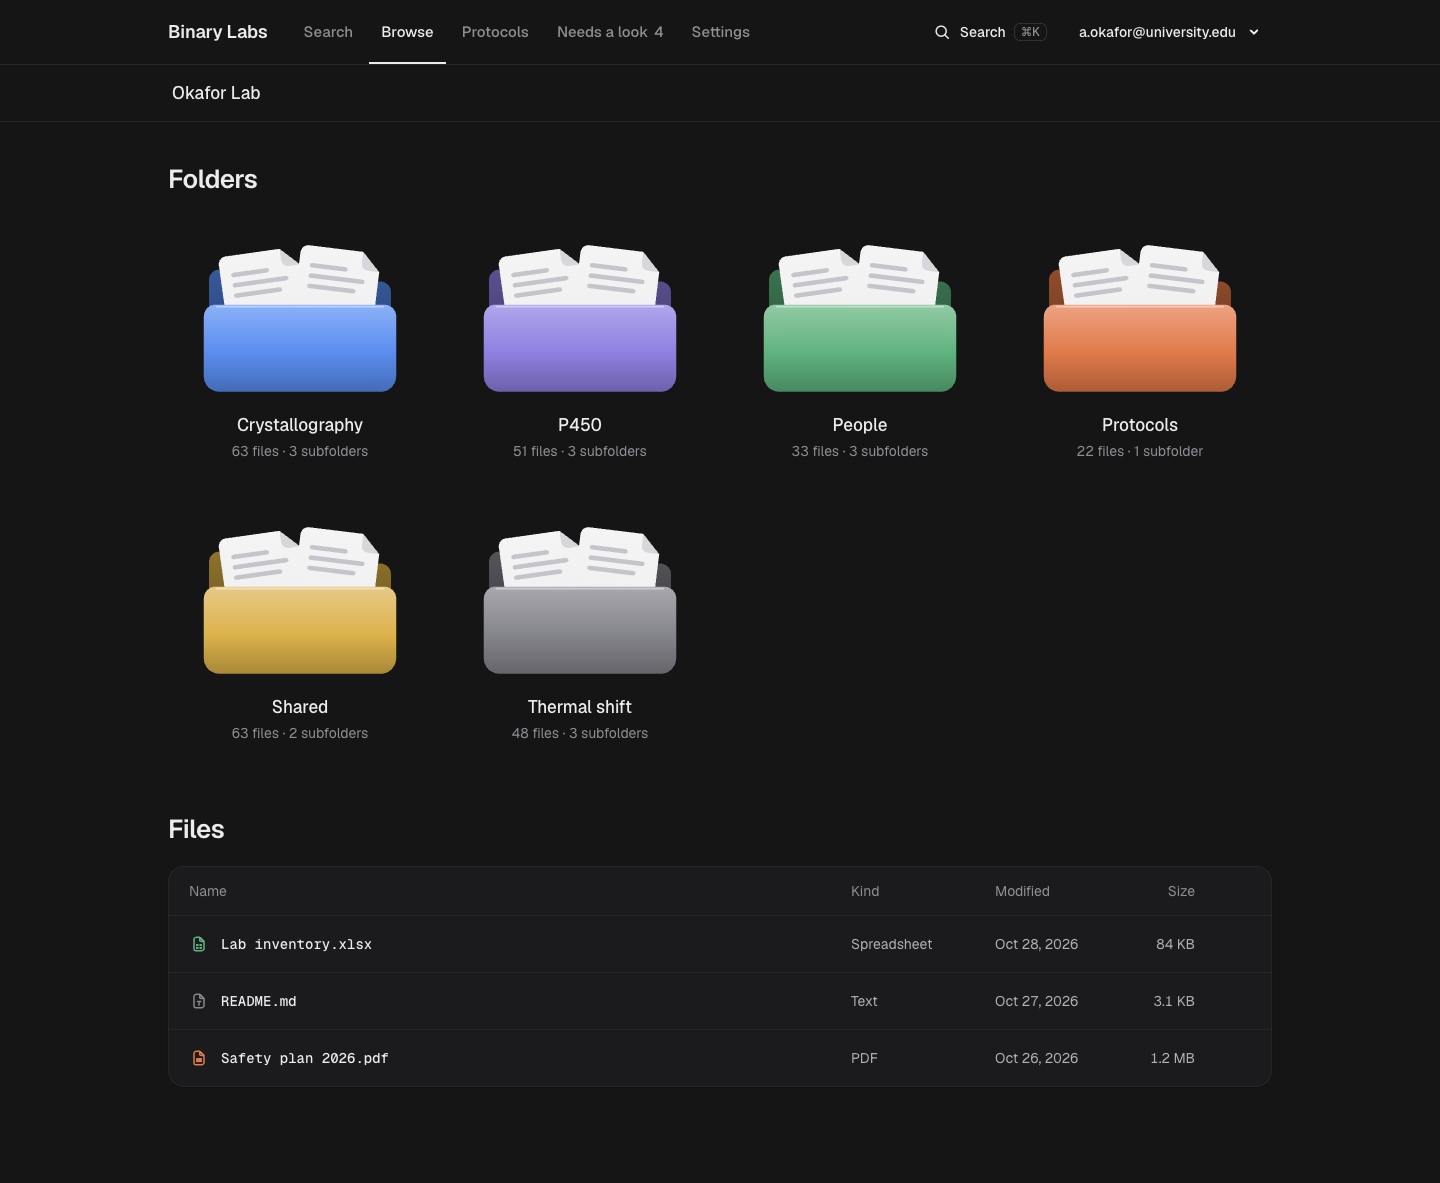 Binary Labs Search Browse Protocols Needs a look 4 Settings Search ⌘K a.okafor@university.edu
Okafor Lab
Folders
Crystallography P450 People Protocols
63 files · 3 subfolders 51 files · 3 subfolders 33 files · 3 subfolders 22 files · 1 subfolder
Shared Thermal shift
63 files · 2 subfolders 48 files · 3 subfolders
Files
Name Kind Modified Size
Lab inventory.xlsx Spreadsheet Oct 28, 2026 84 KB
README.md Text Oct 27, 2026 3.1 KB
Safety plan 2026.pdf PDF Oct 26, 2026 1.2 MB